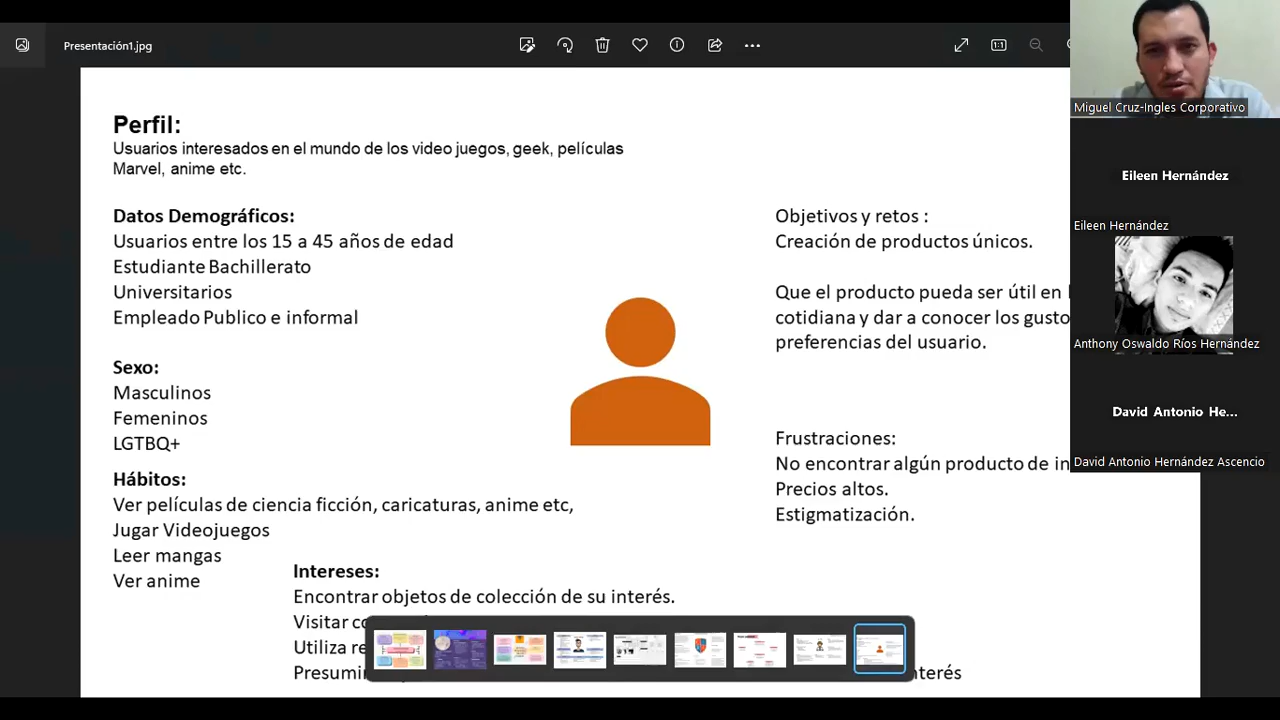 Presentación1.jpg
Perfil:
Usuarios interesados en el mundo de los video juegos, geek, películas
Marvel, anime etc.
Datos Demográficos:
Usuarios entre los 15 a 45 años de edad
Estudiante Bachillerato
Universitarios
Empleado Publico e informal
Sexo:
Masculinos
Femeninos
LGTBQ+
Hábitos:
Ver películas de ciencia ficción, caricaturas, anime etc,
Jugar Videojuegos
Leer mangas
Ver anime
Intereses:
Encontrar objetos de colección de su interés.
Visitar
Utiliza
Objetivos y retos :
Creación de productos únicos.
Que el producto pueda ser útil en
cotidiana y dar a conocer los gusto
preferencias del usuario.
Frustraciones:
No encontrar algún producto de
Precios altos.
Estigmatización.
Miguel Cruz-Ingles Corporativo
Eileen Hernández
Eileen Hernández
Anthony Oswaldo Ríos Hernández
David Antonio He...
David Antonio Hernández Ascencio